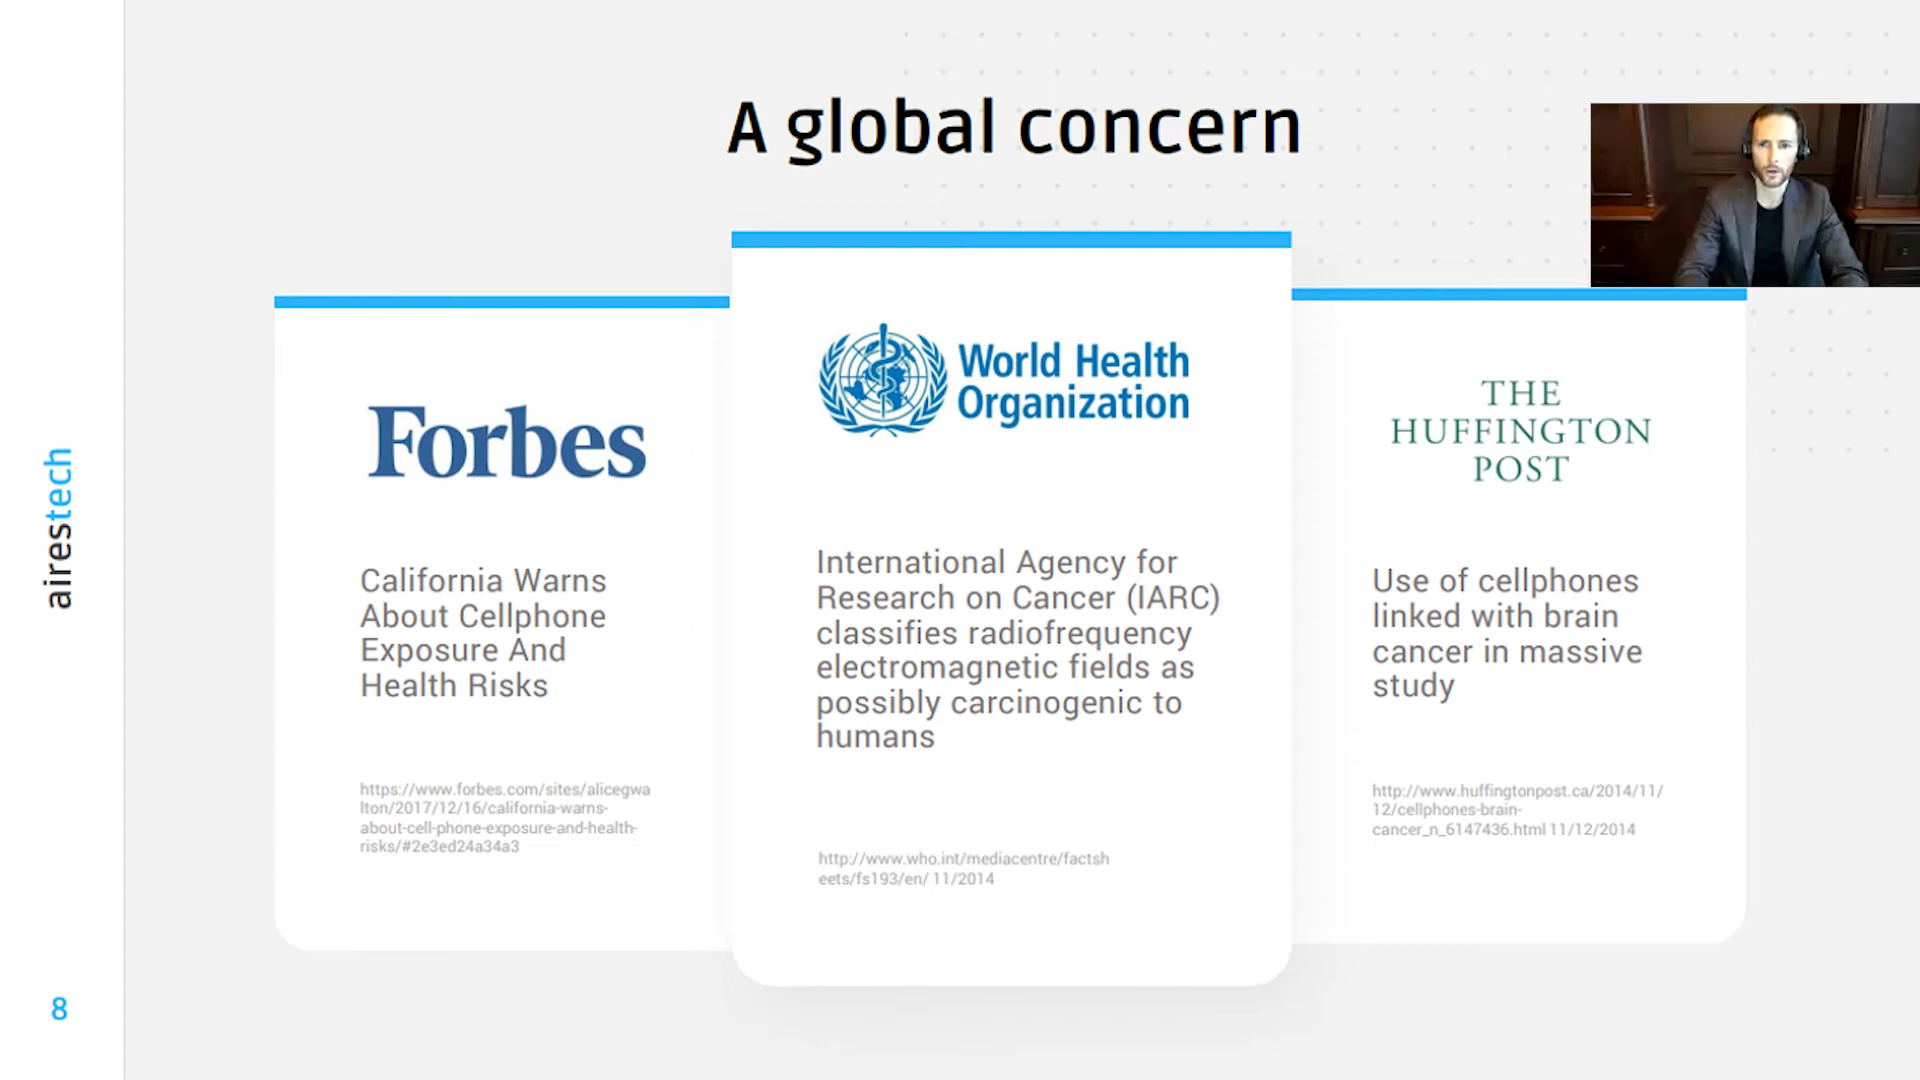 A global concern
Forbes
California Warns
About Cellphone
Exposure And
Health Risks
https://www.forbes.com/sites/alicegwa
lton/2017/12/16/california-warns-
about-cell-phone-exposure-and-health-
risks/#2e3ed24a34a3
World Health
Organization
International Agency for
Research on Cancer (IARC)
classifies radiofrequency
electromagnetic fields as
possibly carcinogenic to
humans
http://www.who.int/mediacentre/factsh
eets/fs193/en/ 11/2014
THE
HUFFINGTON
POST
Use of cellphones
linked with brain
cancer in massive
study
http://www.huffingtonpost.ca/2014/11/
12/cellphones-brain-
cancer_n_6147436.html 11/12/2014
airestech
8